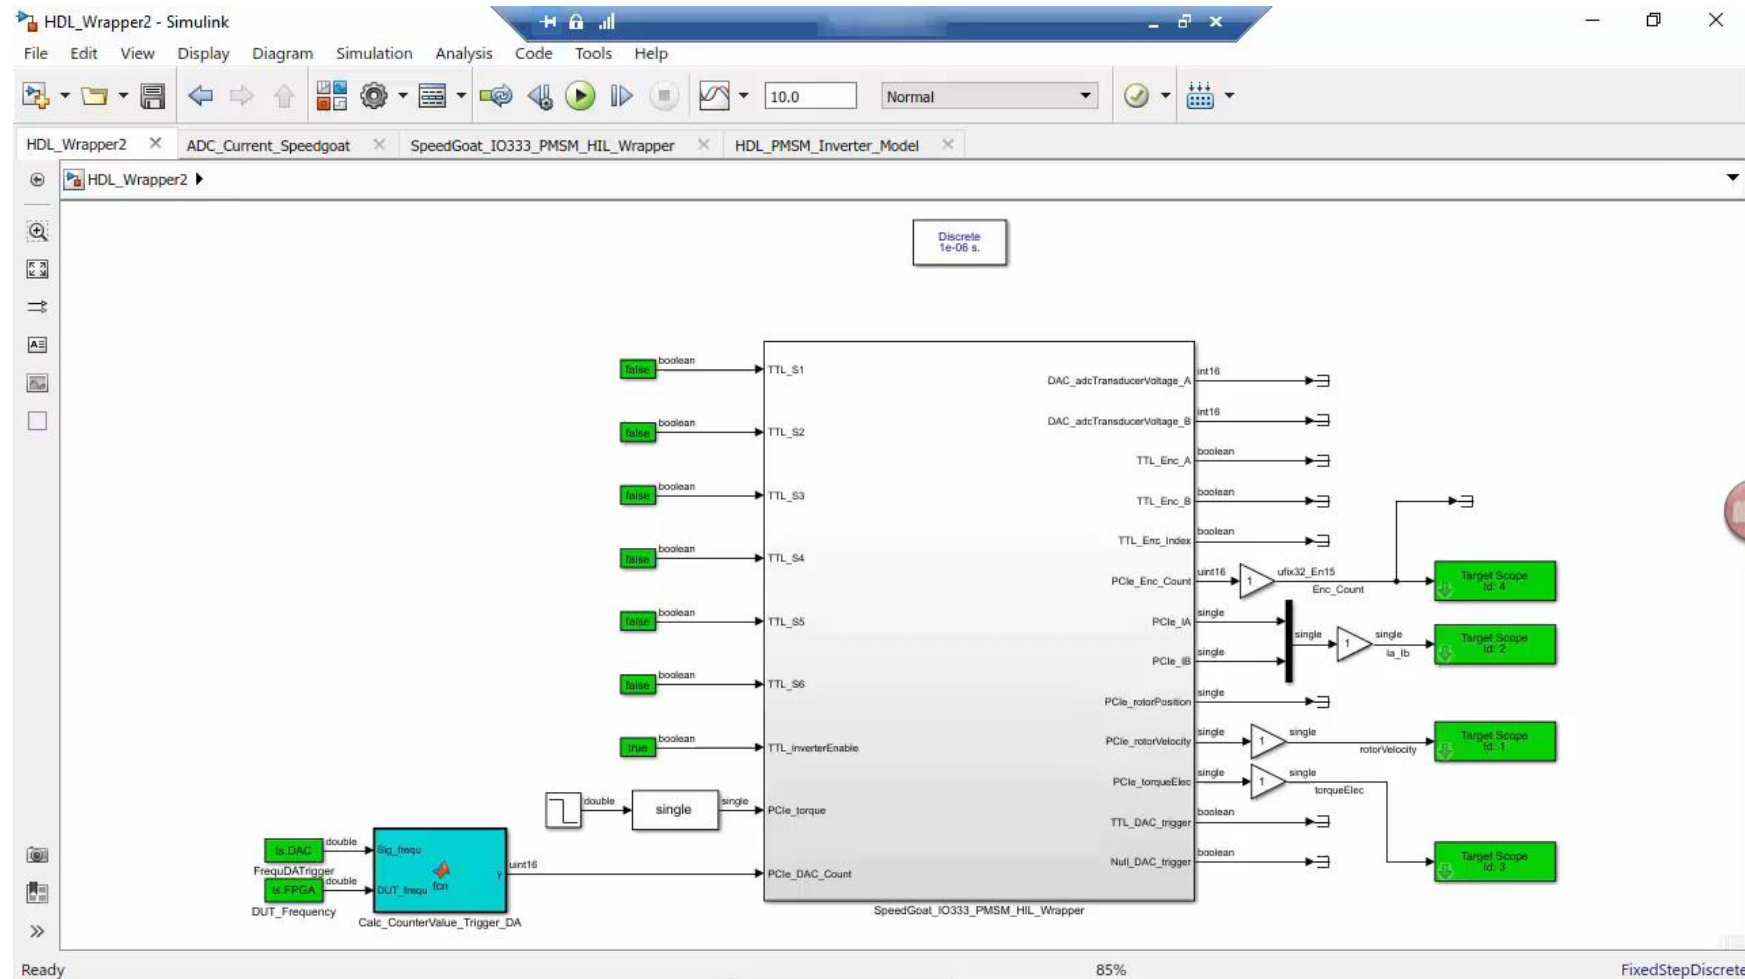 HDL_Wrapper2 - Simulink
File Edit View Display Diagram Simulation Analysis Code Tools Help
10.0 Normal
HDL_Wrapper2 ADC_Current_Speedgoat SpeedGoat_IO333_PMSM_HIL_Wrapper HDL_PMSM_Inverter_Model
HDL_Wrapper2
Discrete
1e-06 s.
false boolean TTL_S1
false boolean TTL_S2
false boolean TTL_S3
false boolean TTL_S4
false boolean TTL_S5
false boolean TTL_S6
true boolean TTL_inverterEnable
double single single PCIe_torque
ts.DAC double Sig_frequ
FrequDATrigger
ts.FPGA double DUT_frequ fcn y uint16 PCIe_DAC_Count
DUT_Frequency
Calc_CounterValue_Trigger_DA
DAC_adcTransducerVoltage_A int16
DAC_adcTransducerVoltage_B int16
TTL_Enc_A boolean
TTL_Enc_B boolean
TTL_Enc_Index boolean
PCIe_Enc_Count uint16 1 ufix32_En15 Enc_Count
Target Scope
Id: 4
PCIe_IA single
PCIe_IB single
single 1 single Ia_Ib
Target Scope
Id: 2
PCIe_rotorPosition single
PCIe_rotorVelocity single 1 single rotorVelocity
Target Scope
Id: 1
PCIe_torqueElec single 1 single torqueElec
TTL_DAC_trigger boolean
Null_DAC_trigger boolean
Target Scope
Id: 3
SpeedGoat_IO333_PMSM_HIL_Wrapper
Ready 85% FixedStepDiscrete